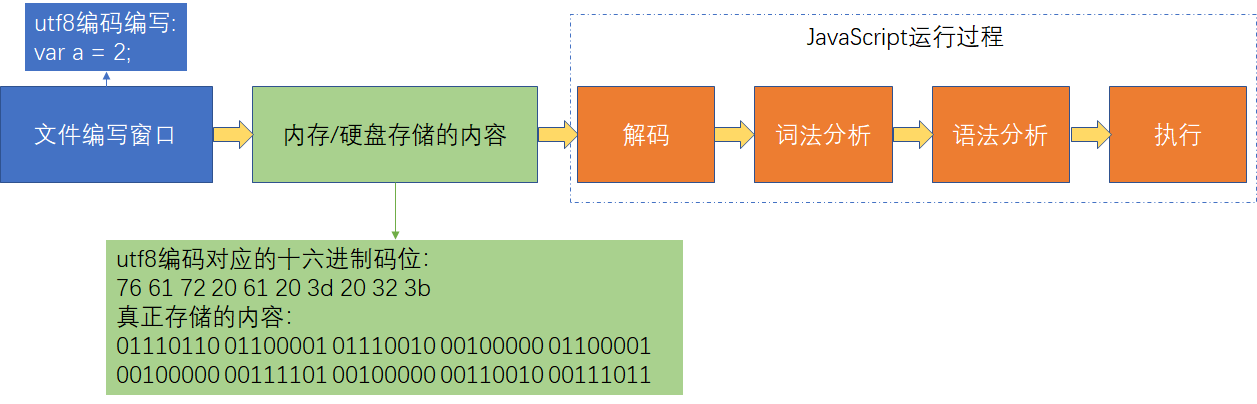 utf8编码编写:
var a = 2;
JavaScript运行过程
文件编写窗口
内存/硬盘存储的内容
解码
词法分析
语法分析
执行
utf8编码对应的十六进制码位：
76 61 72 20 61 20 3d 20 32 3b
真正存储的内容：
01110110 01100001 01110010 00100000 01100001
00100000 00111101 00100000 00110010 00111011